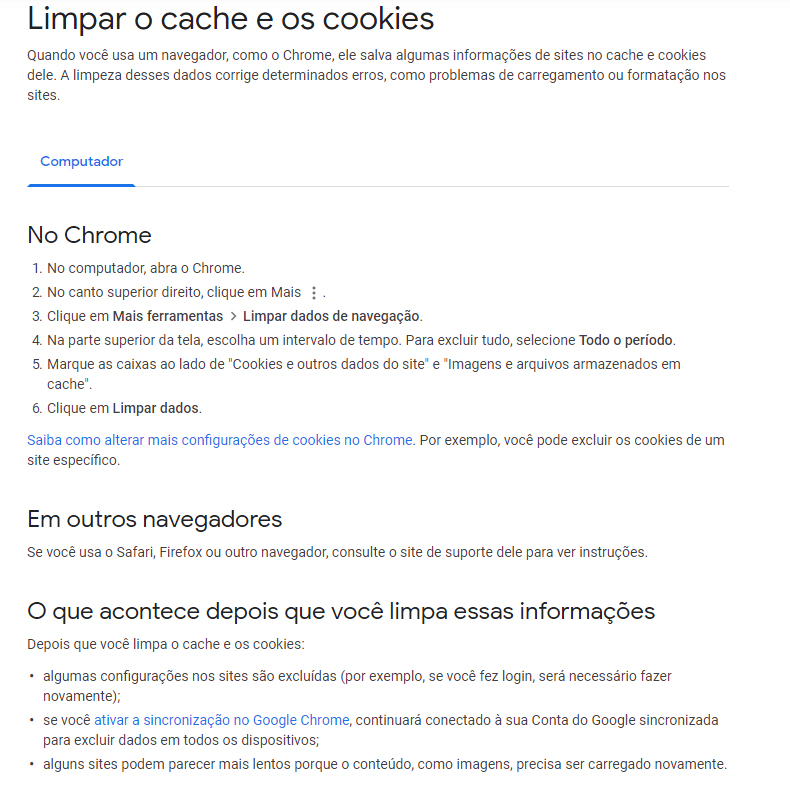 Limpar o cache e os cookies
Quando você usa um navegador, como o Chrome, ele salva algumas informações de sites no cache e cookies
dele. A limpeza desses dados corrige determinados erros, como problemas de carregamento ou formatação nos
sites.
Computador
No Chrome
1. No computador, abra o Chrome.
2. No canto superior direito, clique em Mais ⋮ .
3. Clique em Mais ferramentas > Limpar dados de navegação.
4. Na parte superior da tela, escolha um intervalo de tempo. Para excluir tudo, selecione Todo o período.
5. Marque as caixas ao lado de "Cookies e outros dados do site" e "Imagens e arquivos armazenados em
cache".
6. Clique em Limpar dados.
Saiba como alterar mais configurações de cookies no Chrome. Por exemplo, você pode excluir os cookies de um
site específico.
Em outros navegadores
Se você usa o Safari, Firefox ou outro navegador, consulte o site de suporte dele para ver instruções.
O que acontece depois que você limpa essas informações
Depois que você limpa o cache e os cookies:
• algumas configurações nos sites são excluídas (por exemplo, se você fez login, será necessário fazer
novamente);
• se você ativar a sincronização no Google Chrome, continuará conectado à sua Conta do Google sincronizada
para excluir dados em todos os dispositivos;
• alguns sites podem parecer mais lentos porque o conteúdo, como imagens, precisa ser carregado novamente.